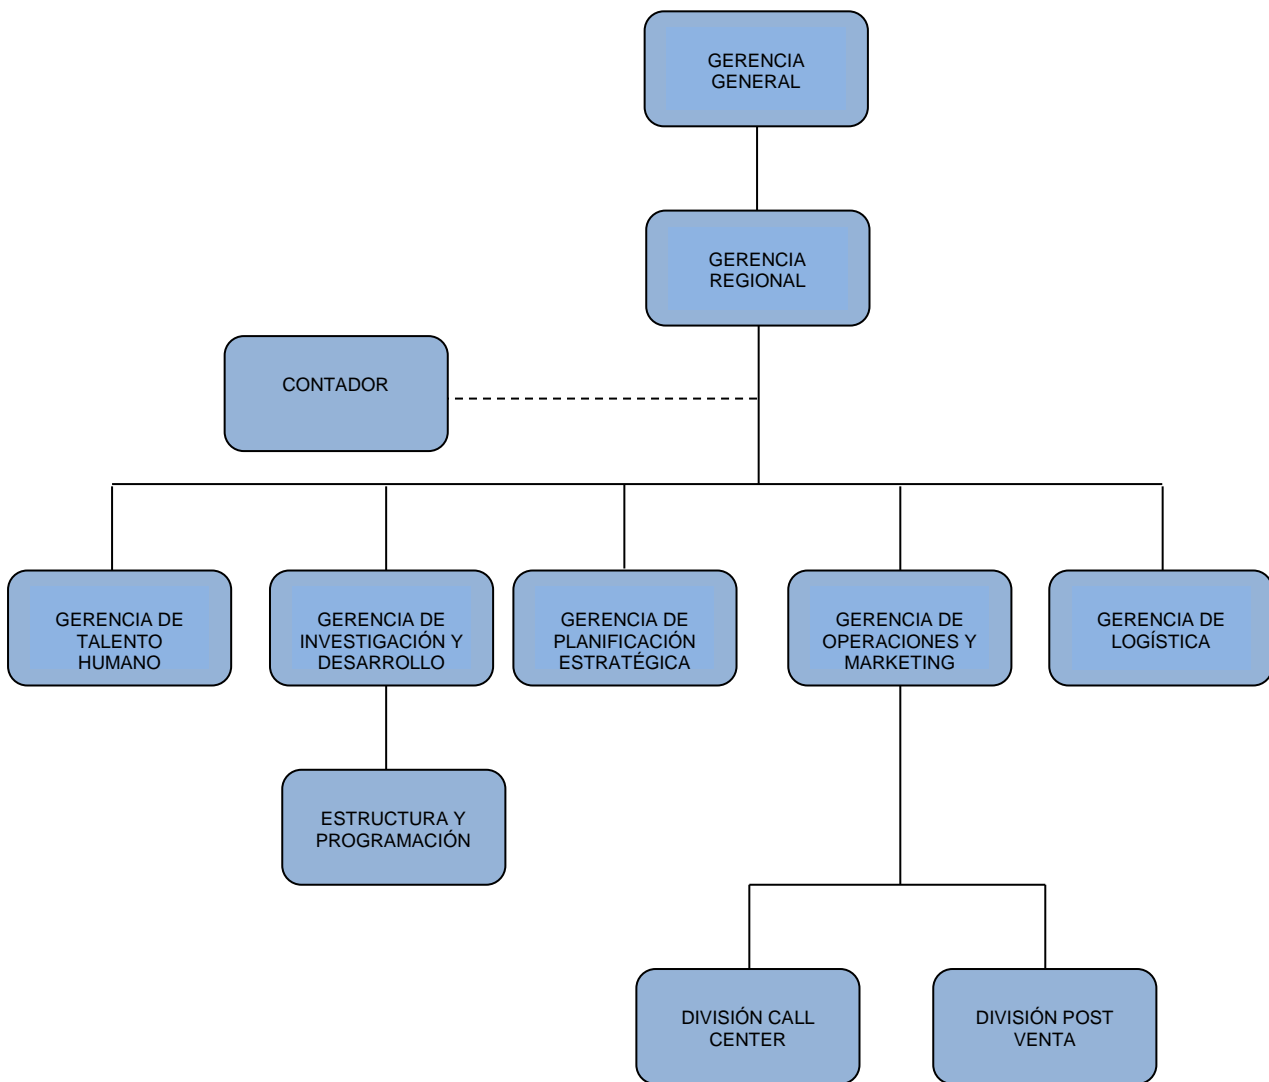 GERENCIA
GENERAL
GERENCIA
REGIONAL
CONTADOR
GERENCIA DE
TALENTO
HUMANO
GERENCIA DE
INVESTIGACIÓN Y
DESARROLLO
GERENCIA DE
PLANIFICACIÓN
ESTRATÉGICA
GERENCIA DE
OPERACIONES Y
MARKETING
GERENCIA DE
LOGÍSTICA
ESTRUCTURA Y
PROGRAMACIÓN
DIVISIÓN CALL
CENTER
DIVISIÓN POST
VENTA